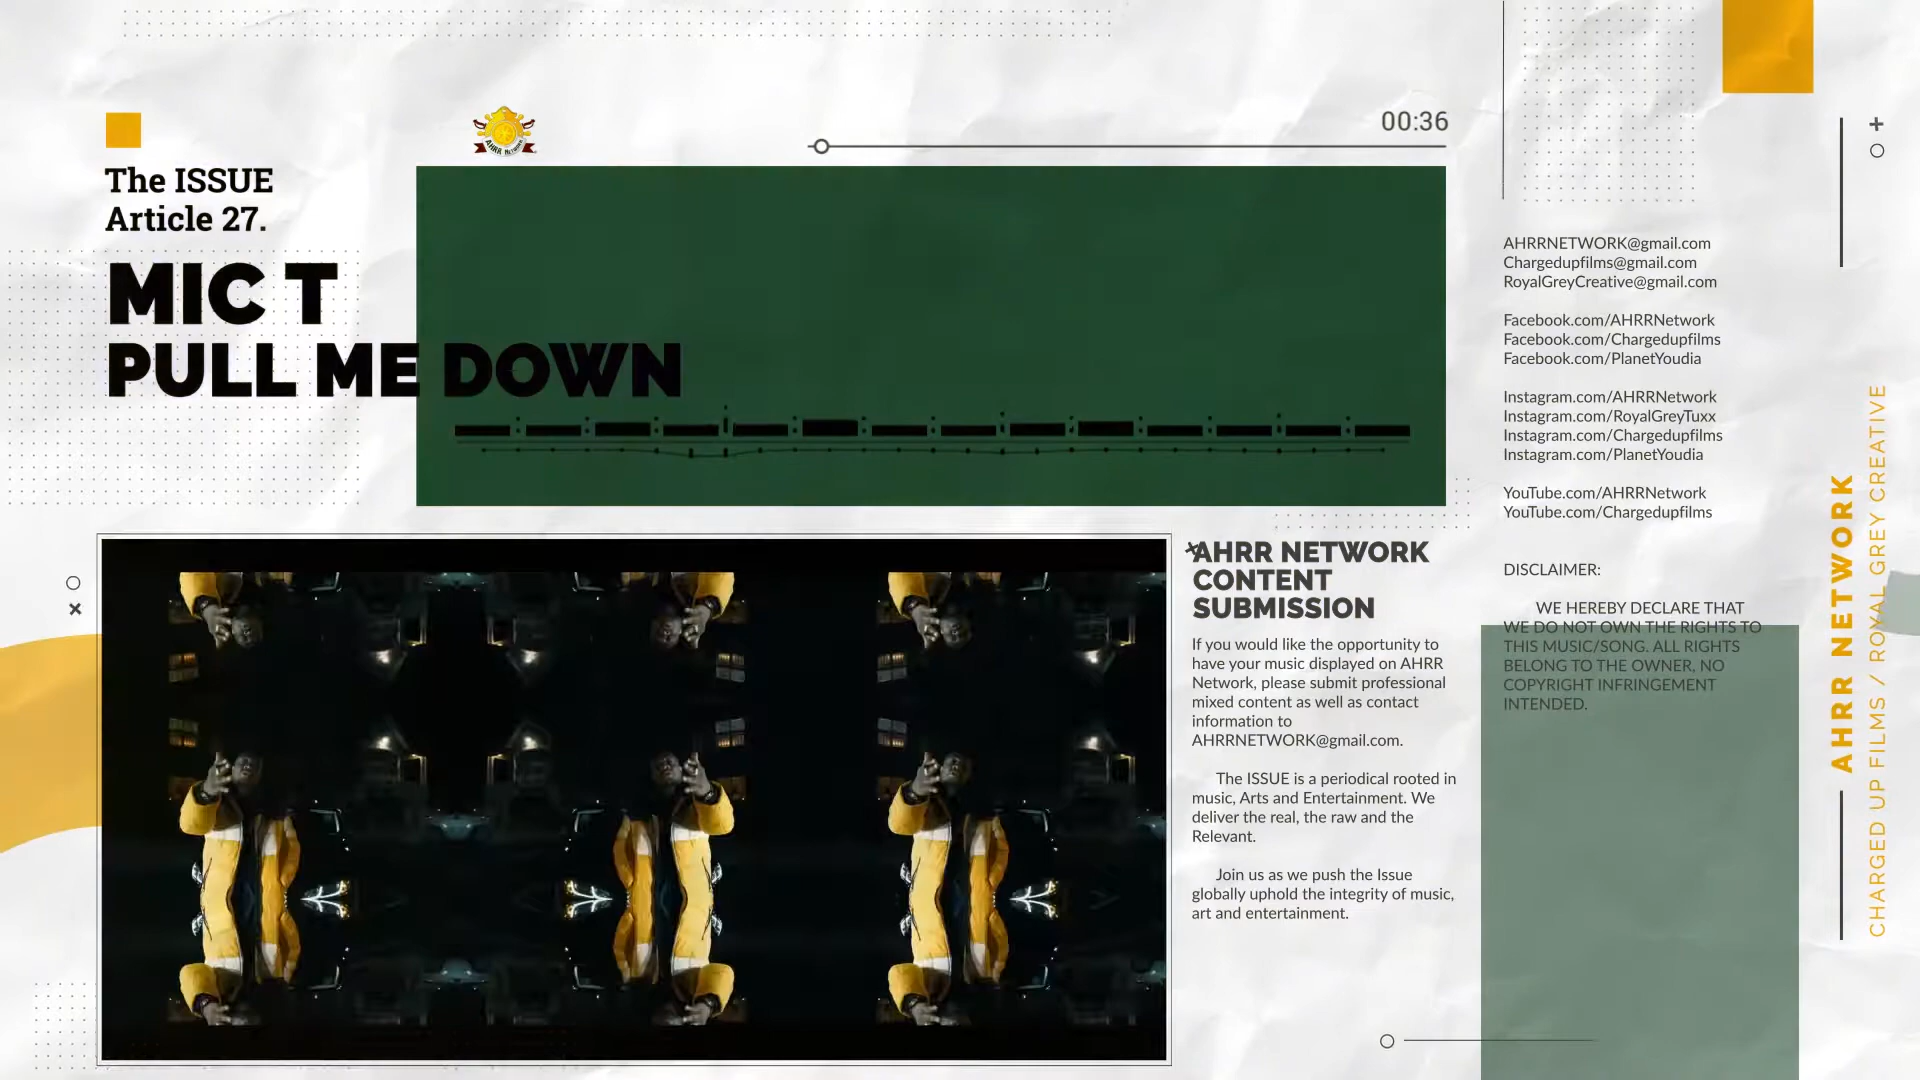 The ISSUE
Article 27.
MIC T
PULL ME DOWN
AHRR NETWORK
00:36
AHRR NETWORK
CONTENT
SUBMISSION
If you would like the opportunity to
have your music displayed on AHRR
Network, please submit professional
mixed content as well as contact
information to
AHRRNETWORK@gmail.com.
The ISSUE is a periodical rooted in
music, Arts and Entertainment. We
deliver the real, the raw and the
Relevant.
Join us as we push the Issue
globally uphold the integrity of music,
art and entertainment.
AHRRNETWORK@gmail.com
Chargedupfilms@gmail.com
RoyalGreyCreative@gmail.com
Facebook.com/AHRRNetwork
Facebook.com/Chargedupfilms
Facebook.com/PlanetYoudia
Instagram.com/AHRRNetwork
Instagram.com/RoyalGreyTuxx
Instagram.com/Chargedupfilms
Instagram.com/PlanetYoudia
YouTube.com/AHRRNetwork
YouTube.com/Chargedupfilms
DISCLAIMER:
WE HEREBY DECLARE THAT
WE DO NOT OWN THE RIGHTS TO
THIS MUSIC/SONG. ALL RIGHTS
BELONG TO THE OWNER, NO
COPYRIGHT INFRINGEMENT
INTENDED.
AHRR NETWORK
CHARGED UP FILMS / ROYAL GREY CREATIVE